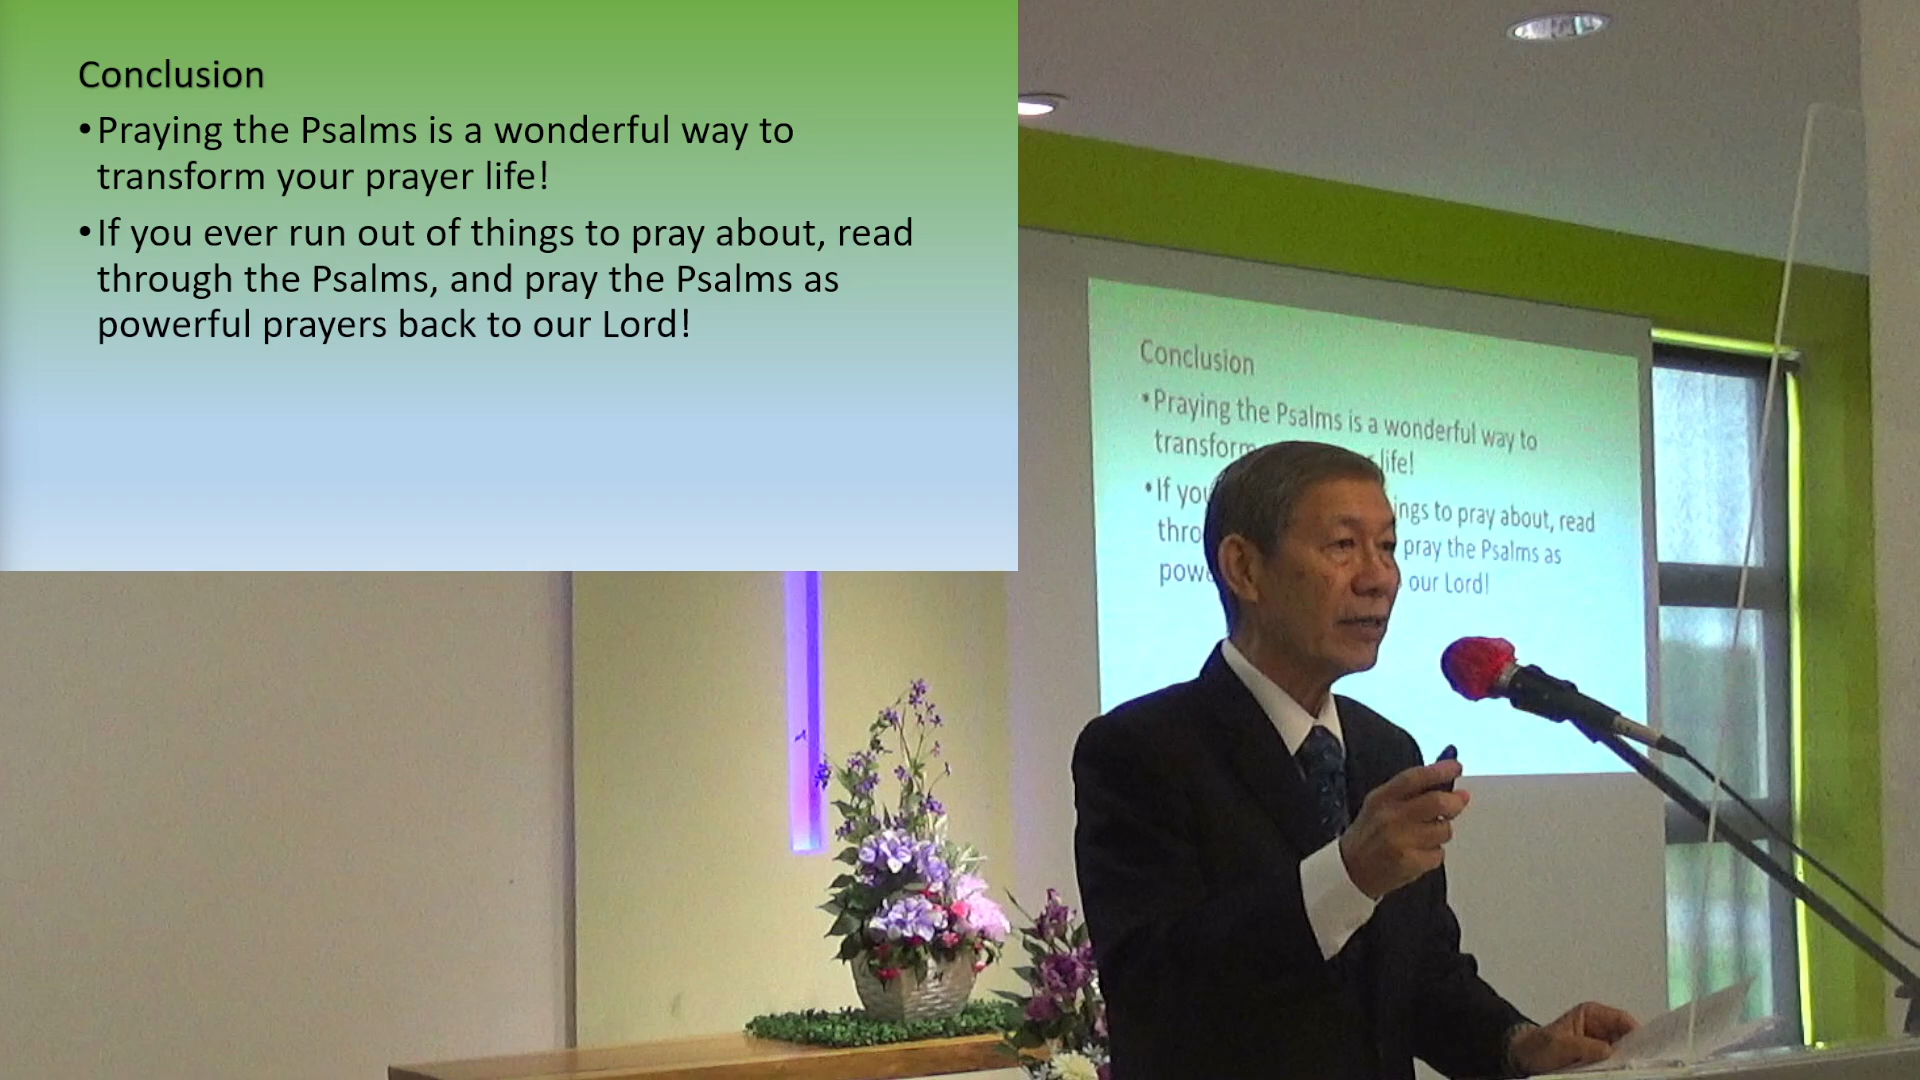 Conclusion
•Praying the Psalms is a wonderful way to
transform your prayer life!
•If you ever run out of things to pray about, read
through the Psalms, and pray the Psalms as
powerful prayers back to our Lord!
Conclusion
•Praying the Psalms is a wonderful way to
transform life!
•If you things to pray about, read
pray the Psalms as
our Lord!